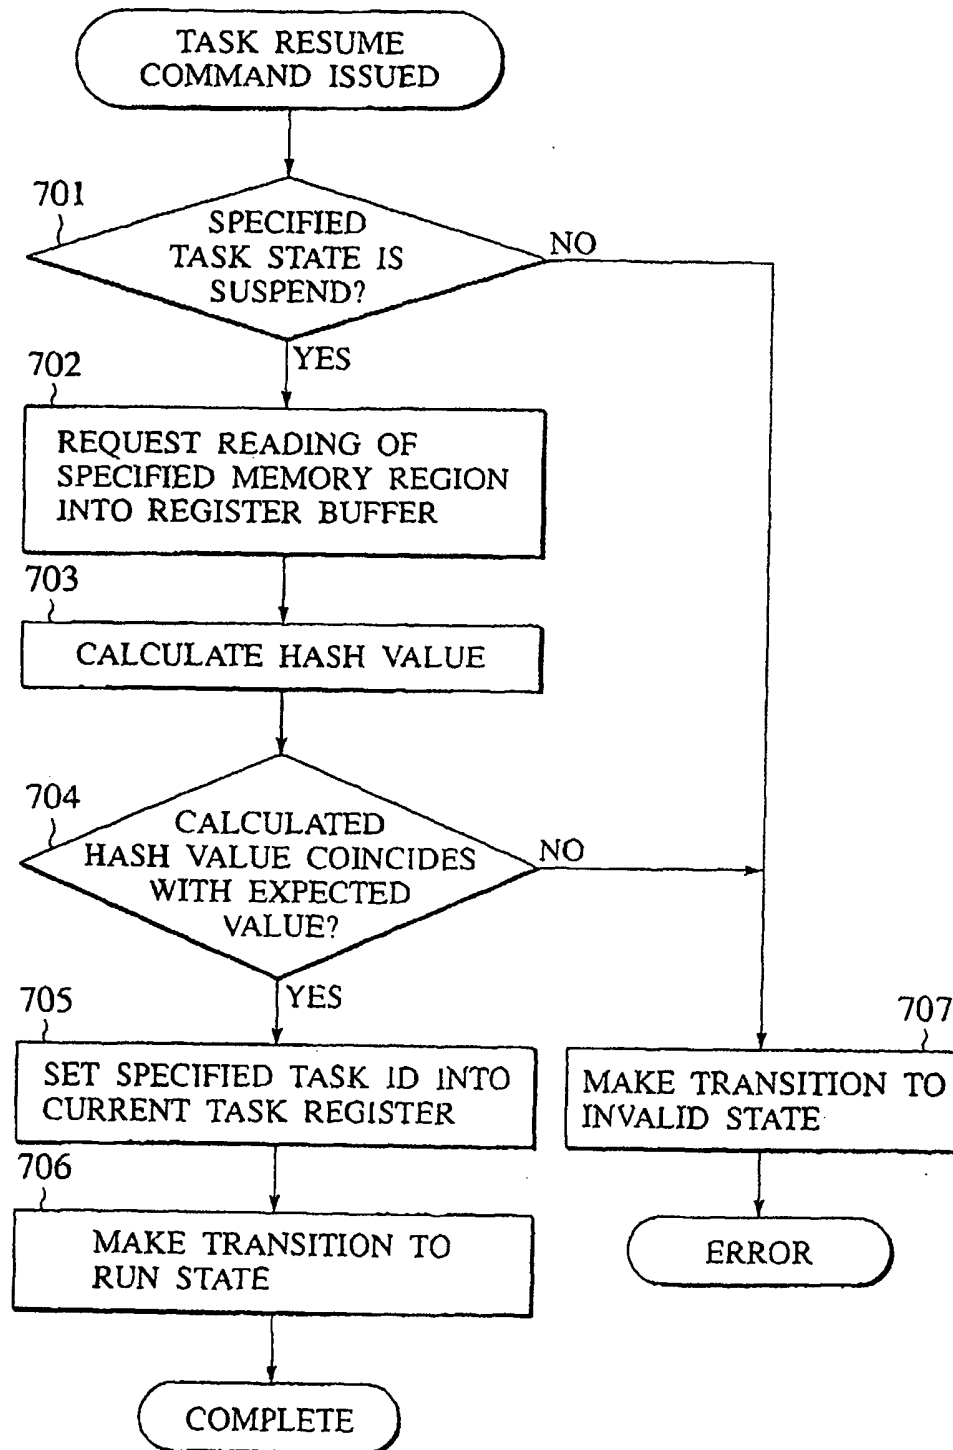 TASK RESUME
COMMAND ISSUED
701
SPECIFIED
TASK STATE IS
SUSPEND?
NO
YES
702
REQUEST READING OF
SPECIFIED MEMORY REGION
INTO REGISTER BUFFER
703
CALCULATE HASH VALUE
704
CALCULATED
HASH VALUE COINCIDES
WITH EXPECTED
VALUE?
NO
YES
705
SET SPECIFIED TASK ID INTO
CURRENT TASK REGISTER
707
MAKE TRANSITION TO
INVALID STATE
706
MAKE TRANSITION TO
RUN STATE
ERROR
COMPLETE